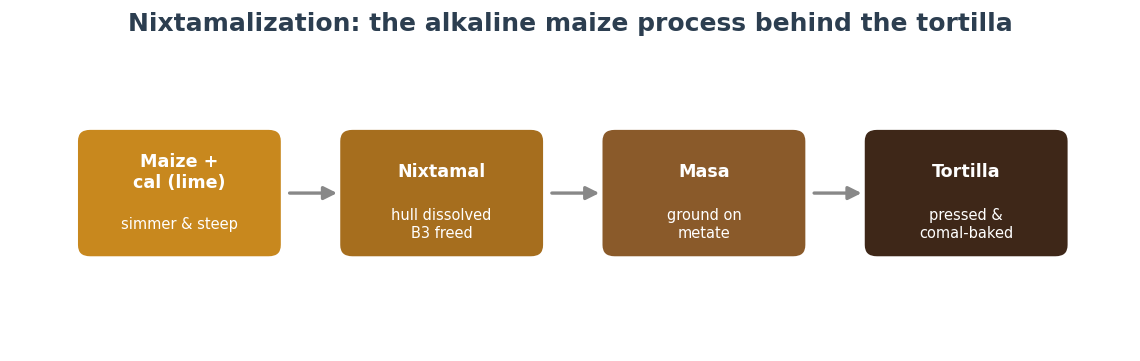 Nixtamalization: the alkaline maize process behind the tortilla
Maize +
cal (lime)
simmer & steep
Nixtamal
hull dissolved
B3 freed
Masa
ground on
metate
Tortilla
pressed &
comal-baked